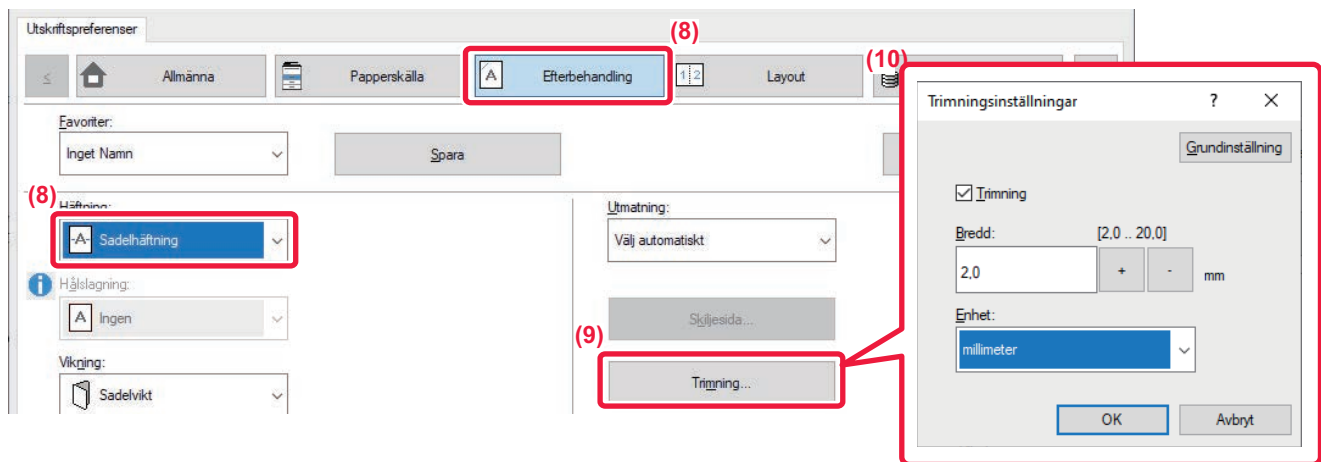 Utskriftspreferenser
(8)
Allmänna
Papperskälla
A
Efterbehandling
1 2
Layout
(10)
Favoriter:
Inget Namn
Spara
(8)
Häftning:
-A- Sadelhäftning
Utmatning:
Välj automatiskt
Hålslagning:
A Ingen
Skiljesida...
(9)
Vikning:
Sadelvikt
Trimning...
Trimningsinställningar ? X
Grundinställning
Trimning
Bredd: [2,0 .. 20,0]
2,0 + - mm
Enhet:
millimeter
OK Avbryt